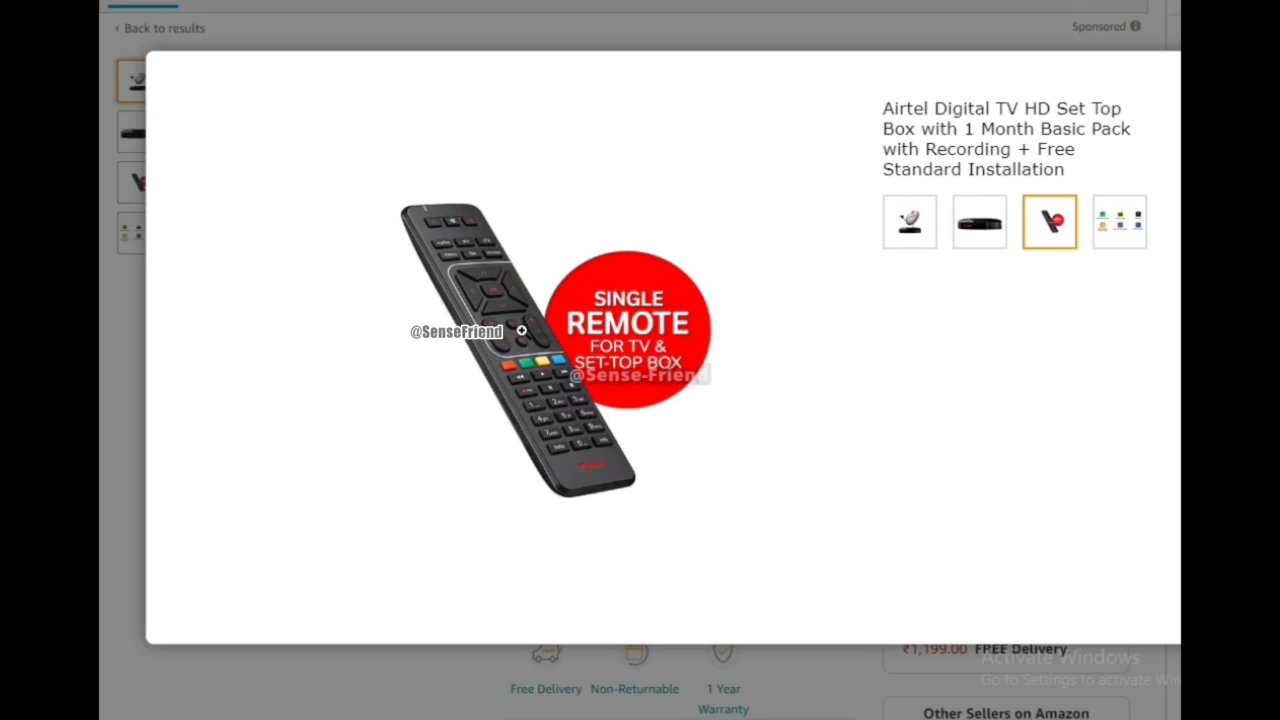 ‹ Back to results
Sponsored
Airtel Digital TV HD Set Top
Box with 1 Month Basic Pack
with Recording + Free
Standard Installation
SINGLE
REMOTE
FOR TV &
SET-TOP BOX
@SenseFriend
@Sense-Friend
₹1,199.00 FREE Delivery
Activate Windows
Go to Settings to activate Win
Free Delivery
Non-Returnable
1 Year
Warranty
Other Sellers on Amazon